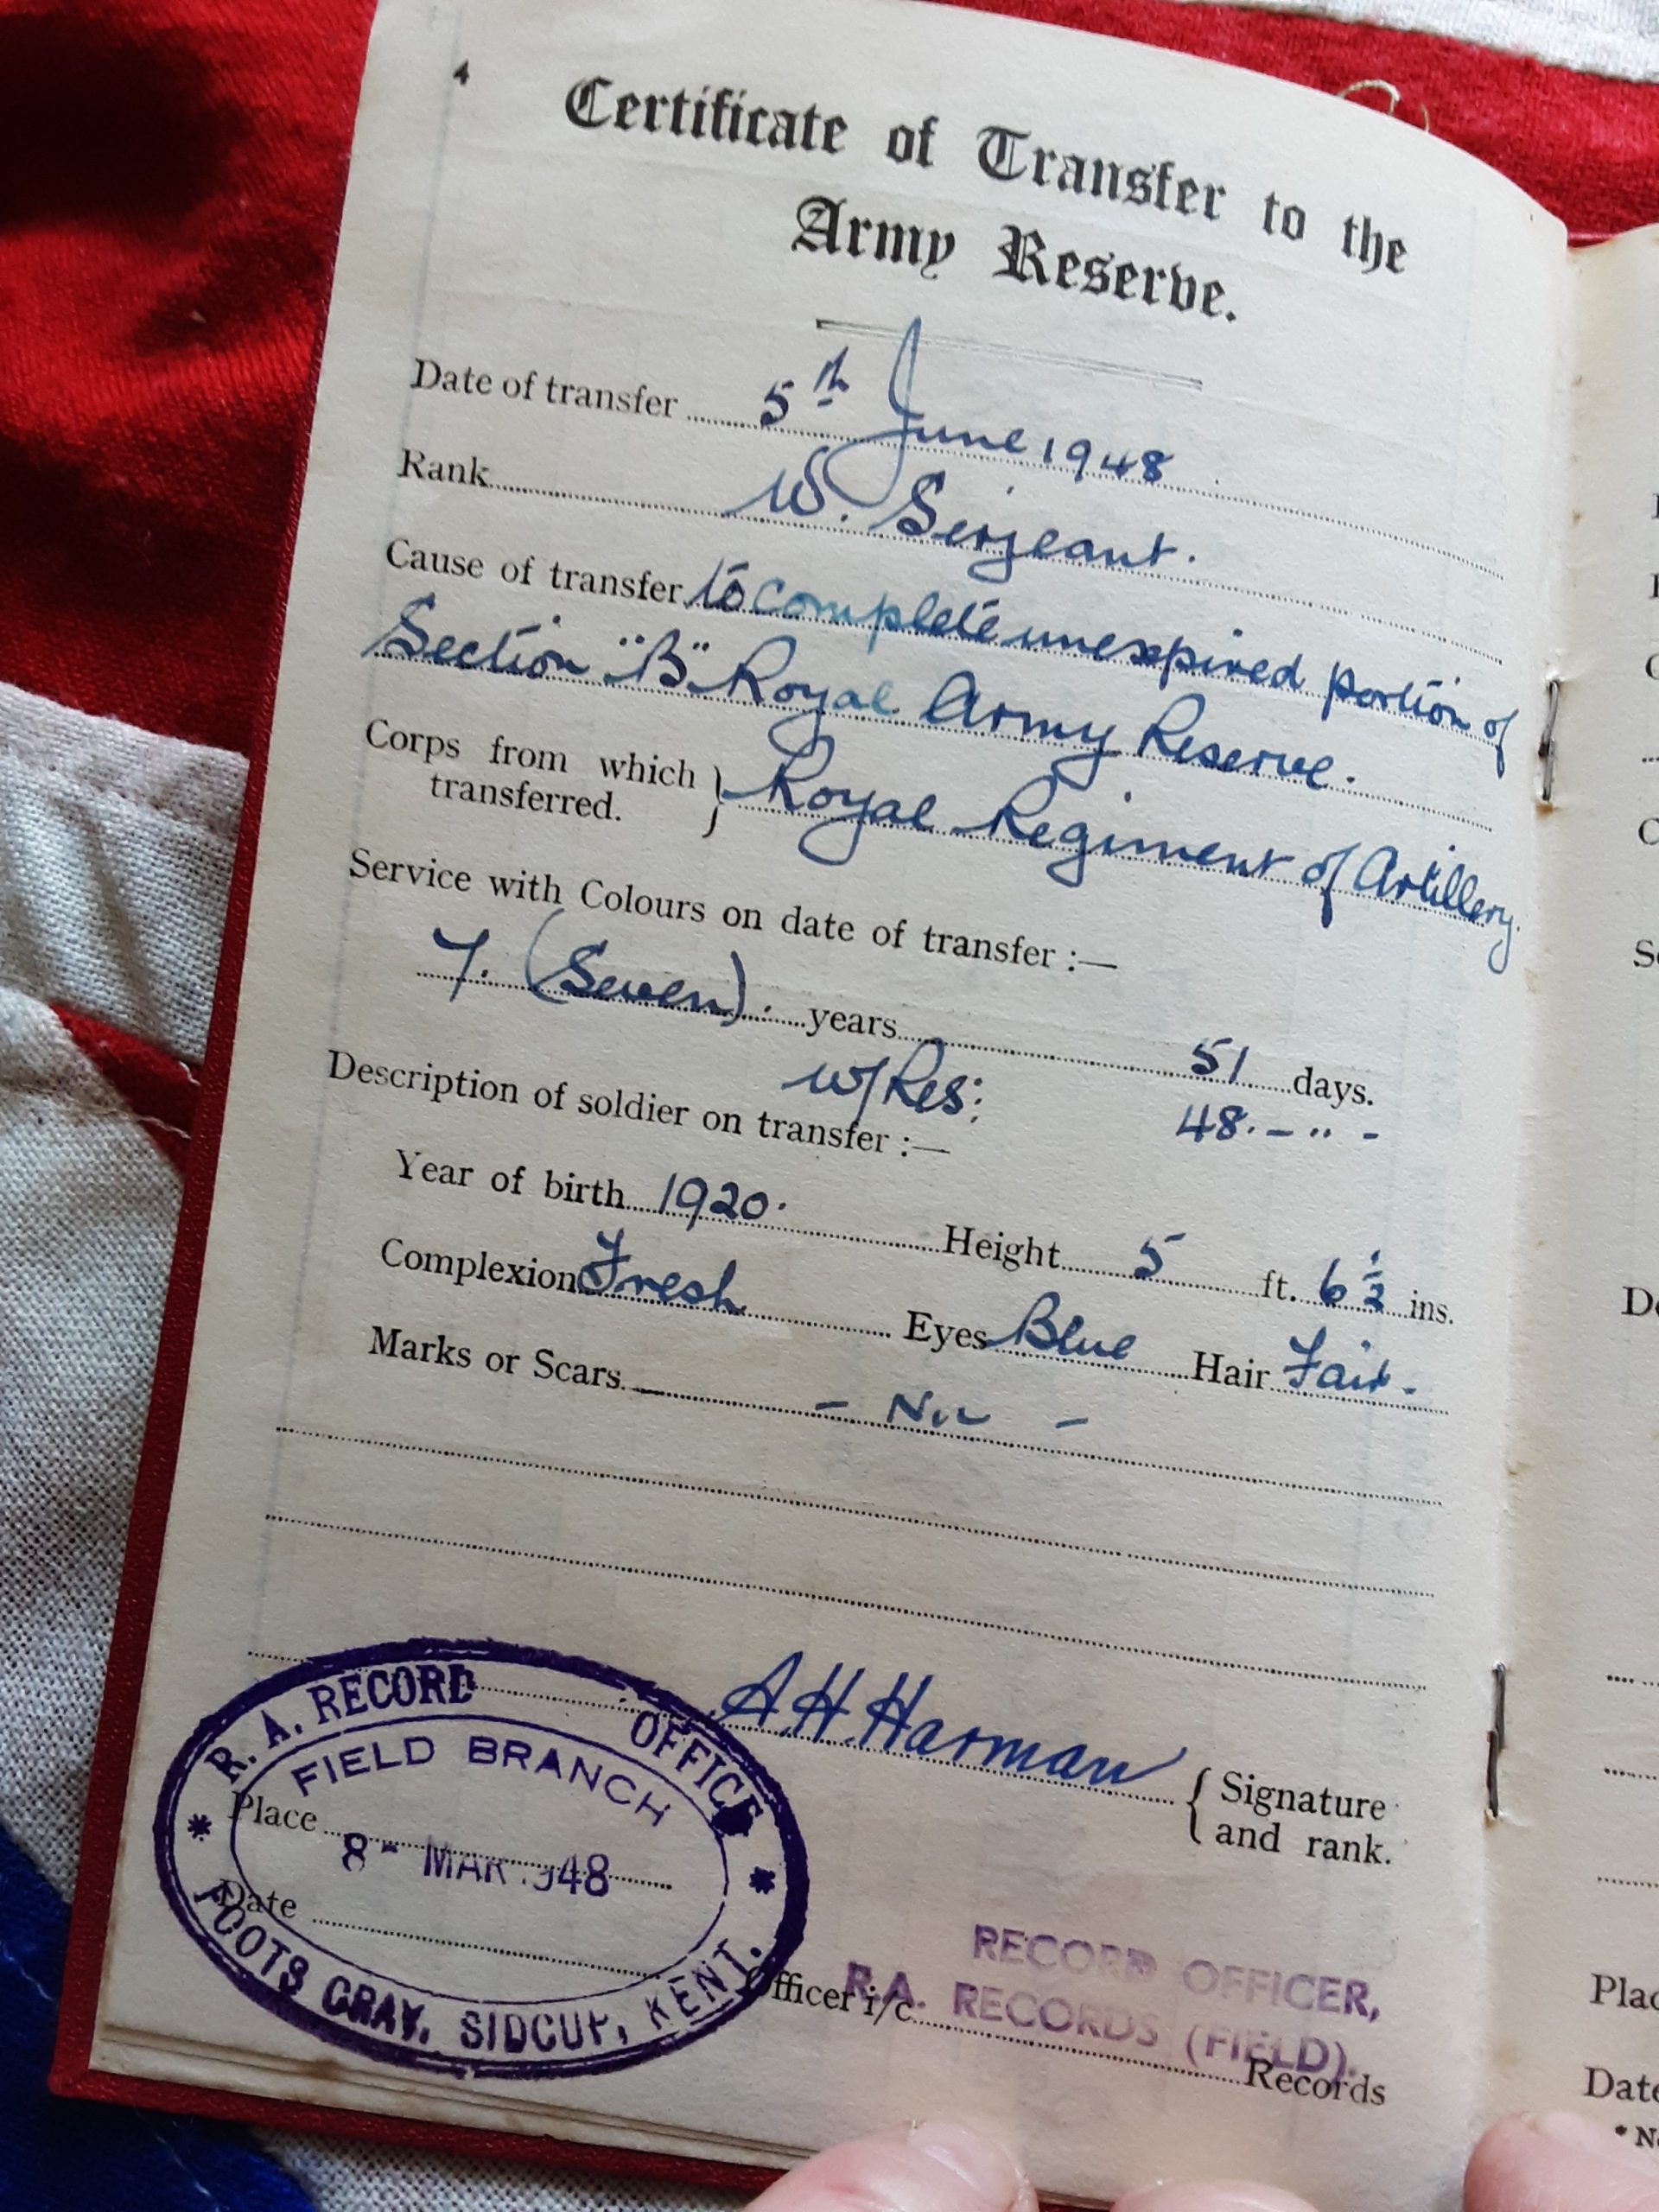 4
Certificate of Transfer to the
Army Reserve.
Date of transfer 5th June 1948
Rank W. Serjeant.
Cause of transfer to complete unexpired portion of
Section "B" Royal Army Reserve.
Corps from which transferred. } Royal Regiment of Artillery.
Service with Colours on date of transfer :—
7. (Seven). years 51 days.
W/Res: 48. - " -
Description of soldier on transfer :—
Year of birth 1920. Height 5 ft. 6½ ins.
Complexion Fresh Eyes Blue Hair Fair.
Marks or Scars - Nil -
A.H. Harman { Signature and rank.
R.A. RECORD OFFICE
FIELD BRANCH
Place
8 - MAR 1948
Date
FOOTS CRAY, SIDCUP, KENT.
RECORD OFFICER,
R.A. RECORDS (FIELD).
Officer i/c Records
Plac
Date